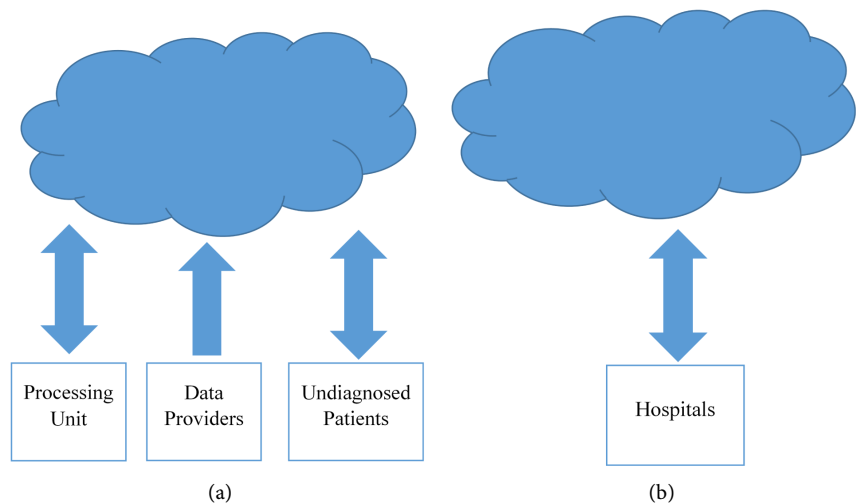 Processing
Unit
Data
Providers
Undiagnosed
Patients
Hospitals
(a)
(b)